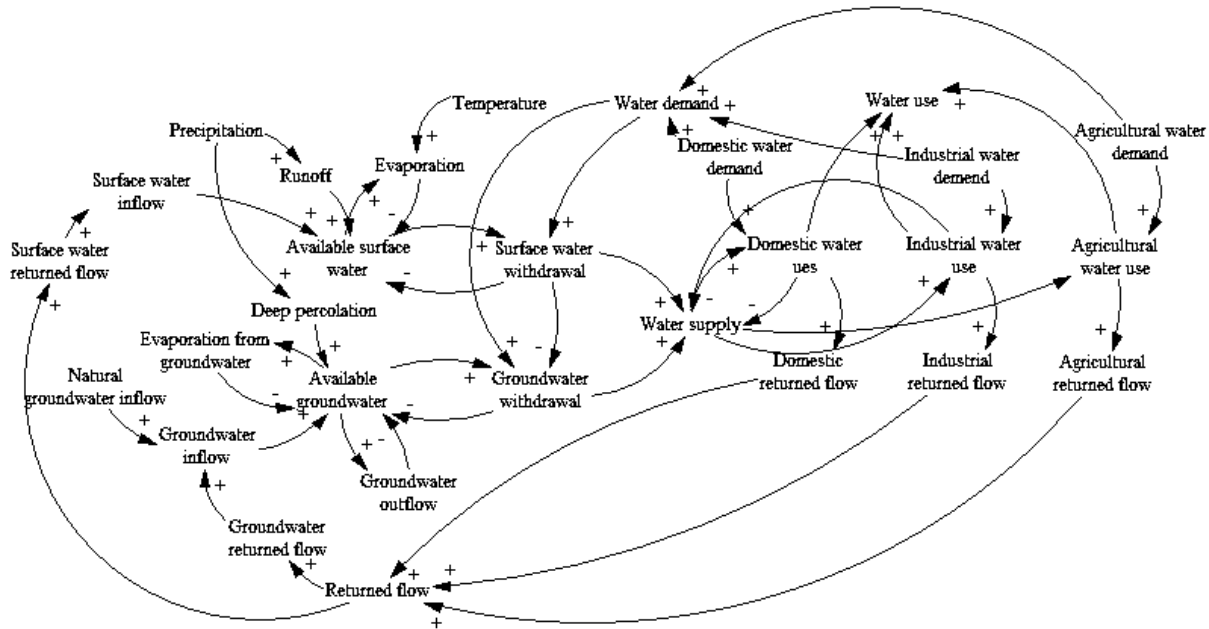 Temperature
Water demand
Water use
Precipitation
Agricultural water
demand
Domestic water
demand
Industrial water
demend
Evaporation
Runoff
Surface water
inflow
Surface water
returned flow
Available surface
water
Surface water
withdrawal
Domestic water
ues
Industrial water
use
Agricultural
water use
Deep percolation
Water supply
Evaporation from
groundwater
Natural
groundwater inflow
Available
groundwater
Groundwater
withdrawal
Domestic
returned flow
Industrial
returned flow
Agricultural
returned flow
Groundwater
inflow
Groundwater
outflow
Groundwater
returned flow
Returned flow